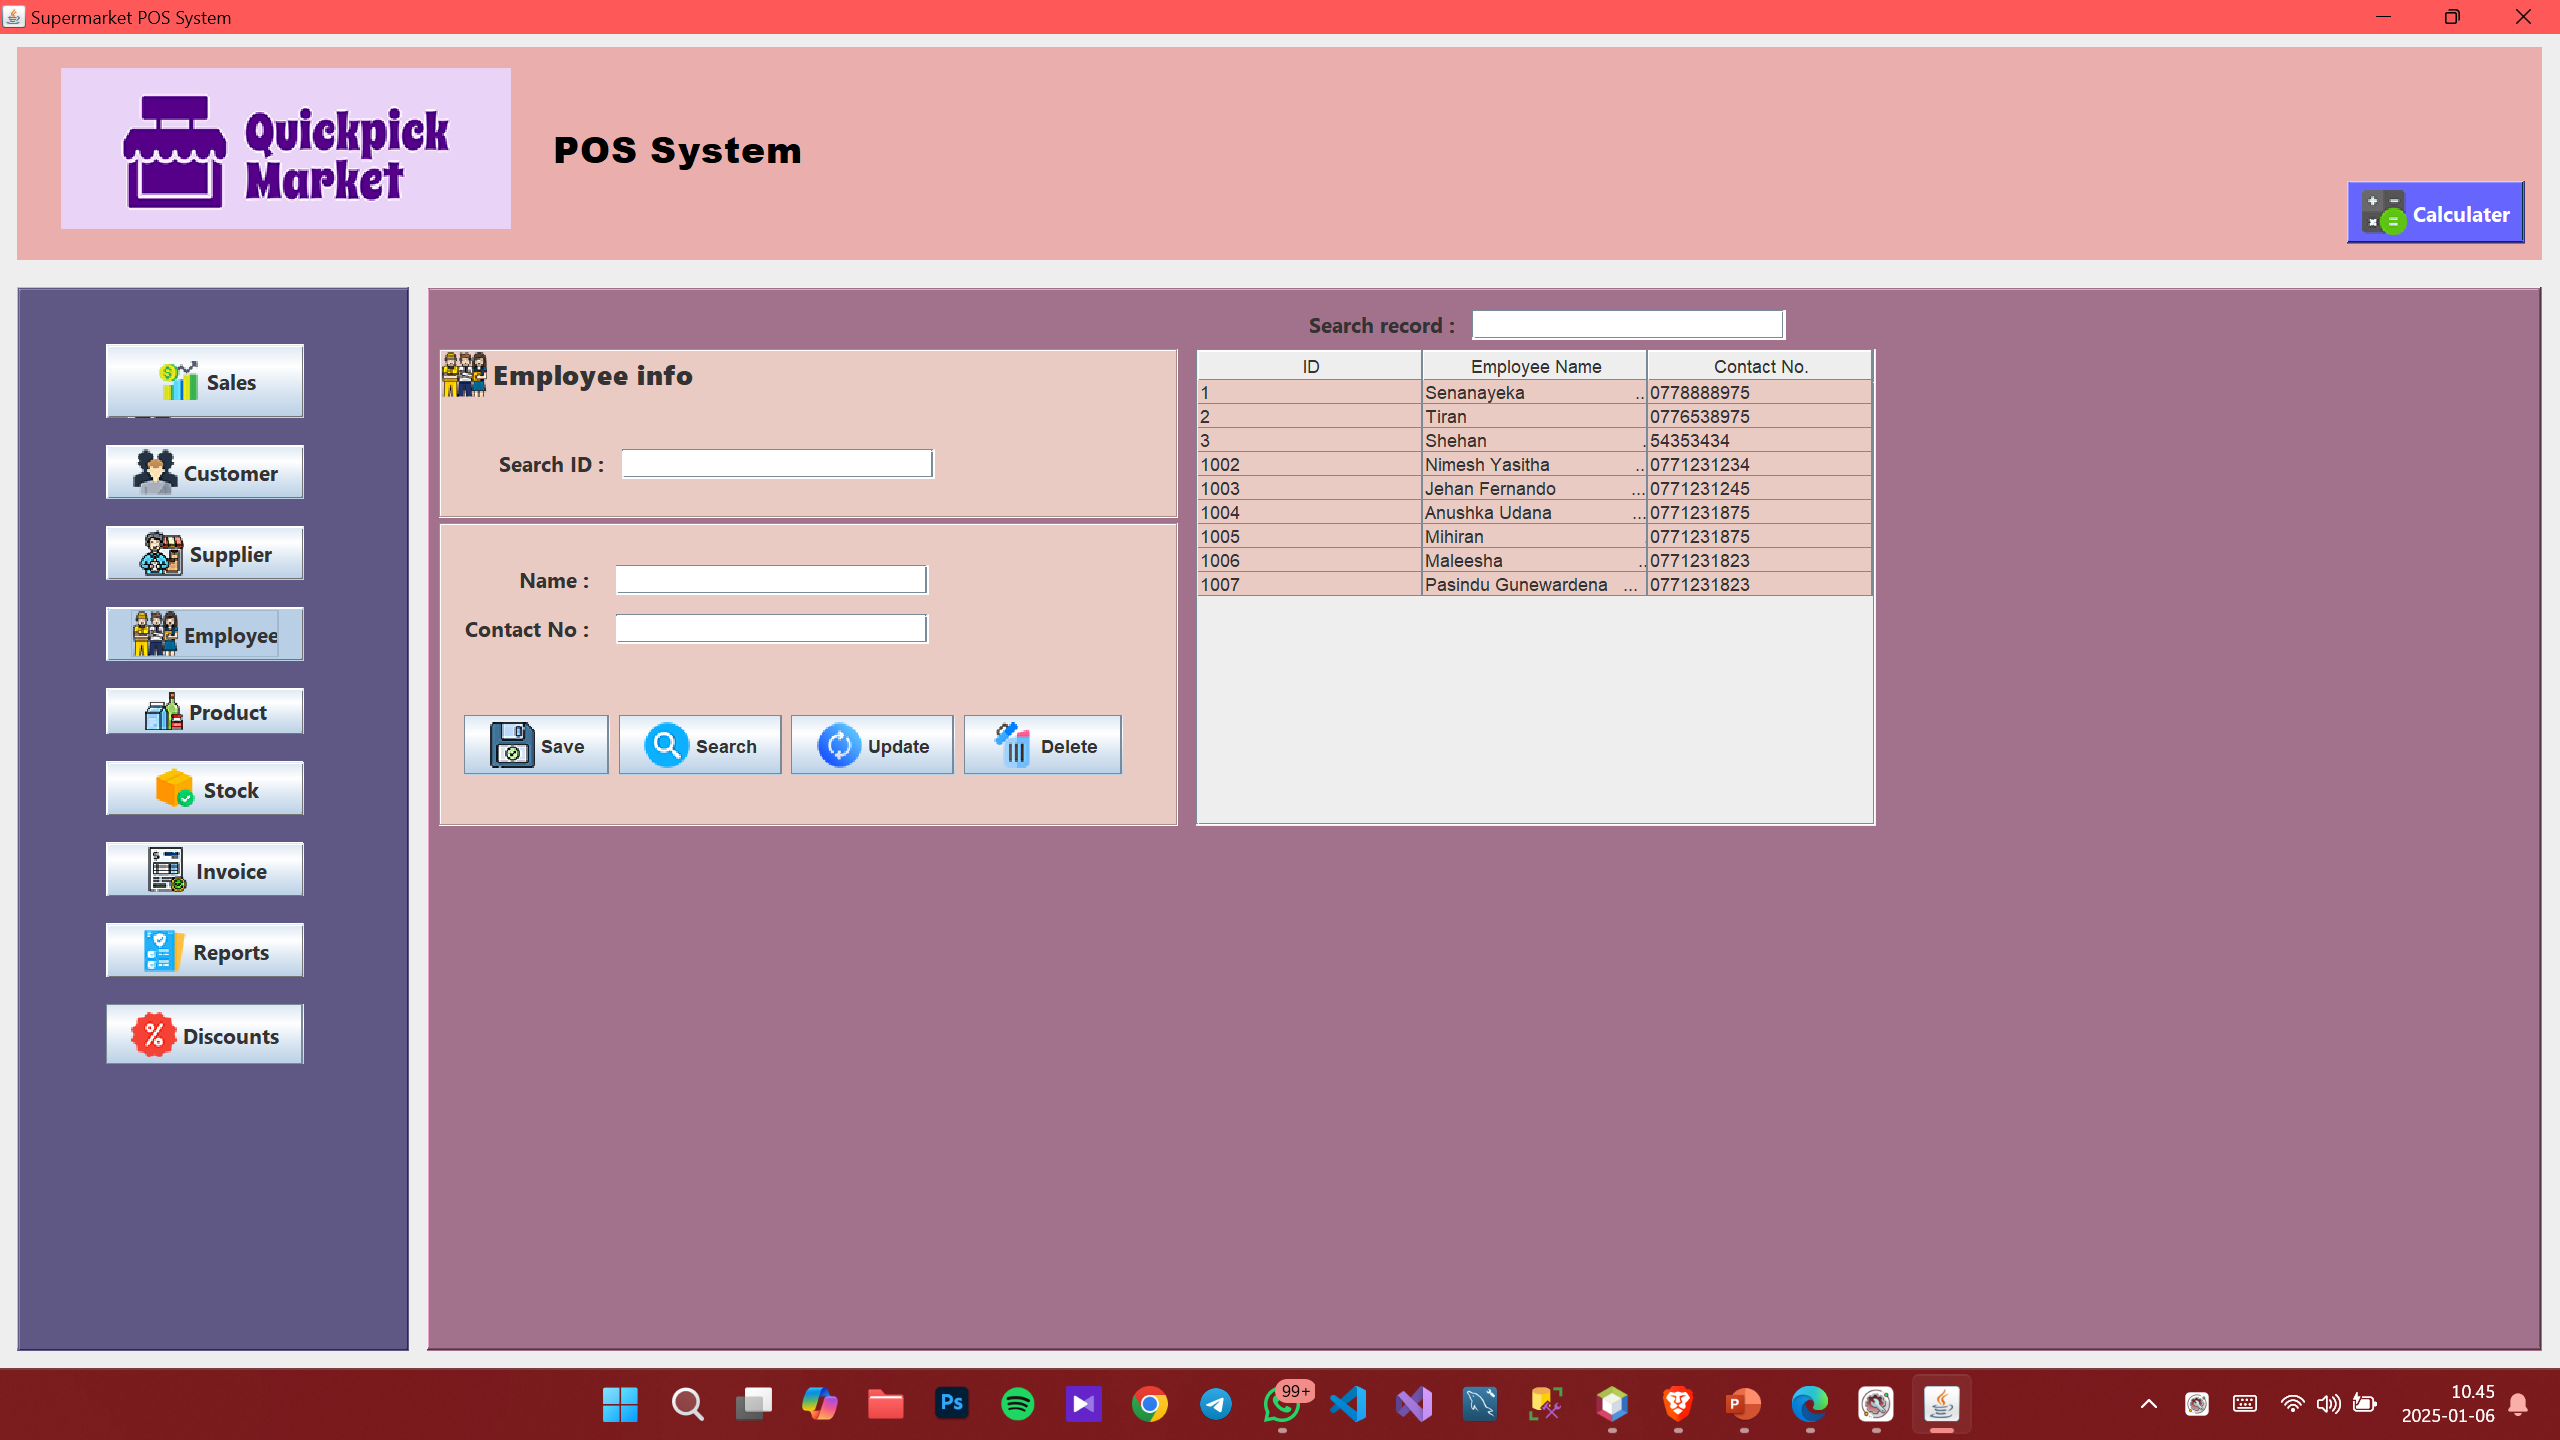 Supermarket POS System
Quickpick
Market
POS System
Calculater
Sales
Customer
Supplier
Employee
Product
Stock
Invoice
Reports
Discounts
Search record :
Employee info
Search ID :
Name :
Contact No :
Save Search Update Delete
ID Employee Name Contact No.
1 Senanayeka .. 0778888975
2 Tiran 0776538975
3 Shehan . 54353434
1002 Nimesh Yasitha .. 0771231234
1003 Jehan Fernando ... 0771231245
1004 Anushka Udana ... 0771231875
1005 Mihiran 0771231875
1006 Maleesha .. 0771231823
1007 Pasindu Gunewardena ... 0771231823
Ps
99+
P
10.45
2025-01-06